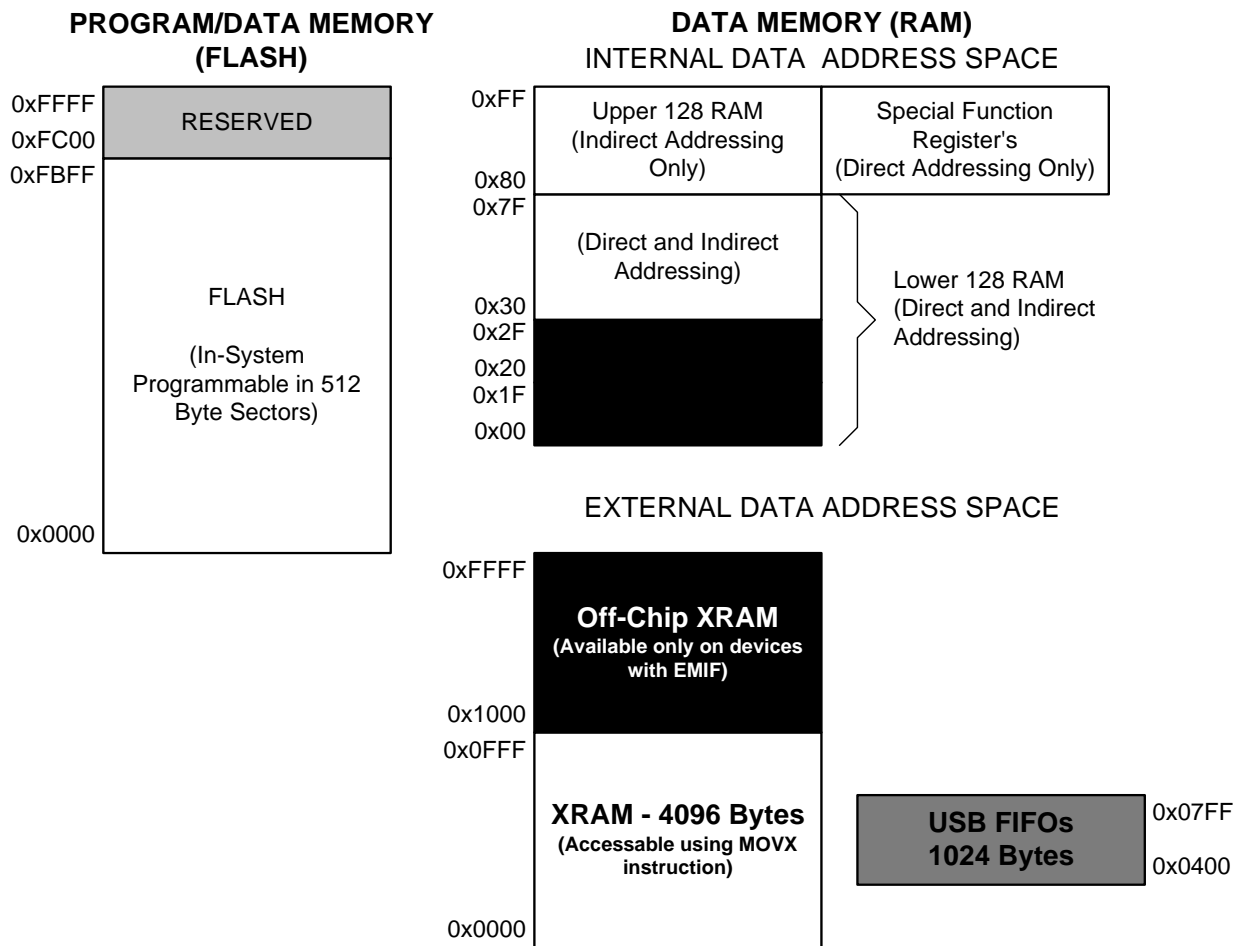 PROGRAM/DATA MEMORY
(FLASH)
0xFFFF
RESERVED
0xFC00
0xFBFF
FLASH
(In-System
Programmable in 512
Byte Sectors)
0x0000
DATA MEMORY (RAM)
INTERNAL DATA ADDRESS SPACE
0xFF
Upper 128 RAM
(Indirect Addressing
Only)
0x80
Special Function
Register's
(Direct Addressing Only)
0x7F
(Direct and Indirect
Addressing)
0x30
0x2F
0x20
0x1F
0x00
Lower 128 RAM
(Direct and Indirect
Addressing)
EXTERNAL DATA ADDRESS SPACE
0xFFFF
Off-Chip XRAM
(Available only on devices
with EMIF)
0x1000
0x0FFF
XRAM - 4096 Bytes
(Accessable using MOVX
instruction)
0x0000
USB FIFOs
1024 Bytes
0x07FF
0x0400